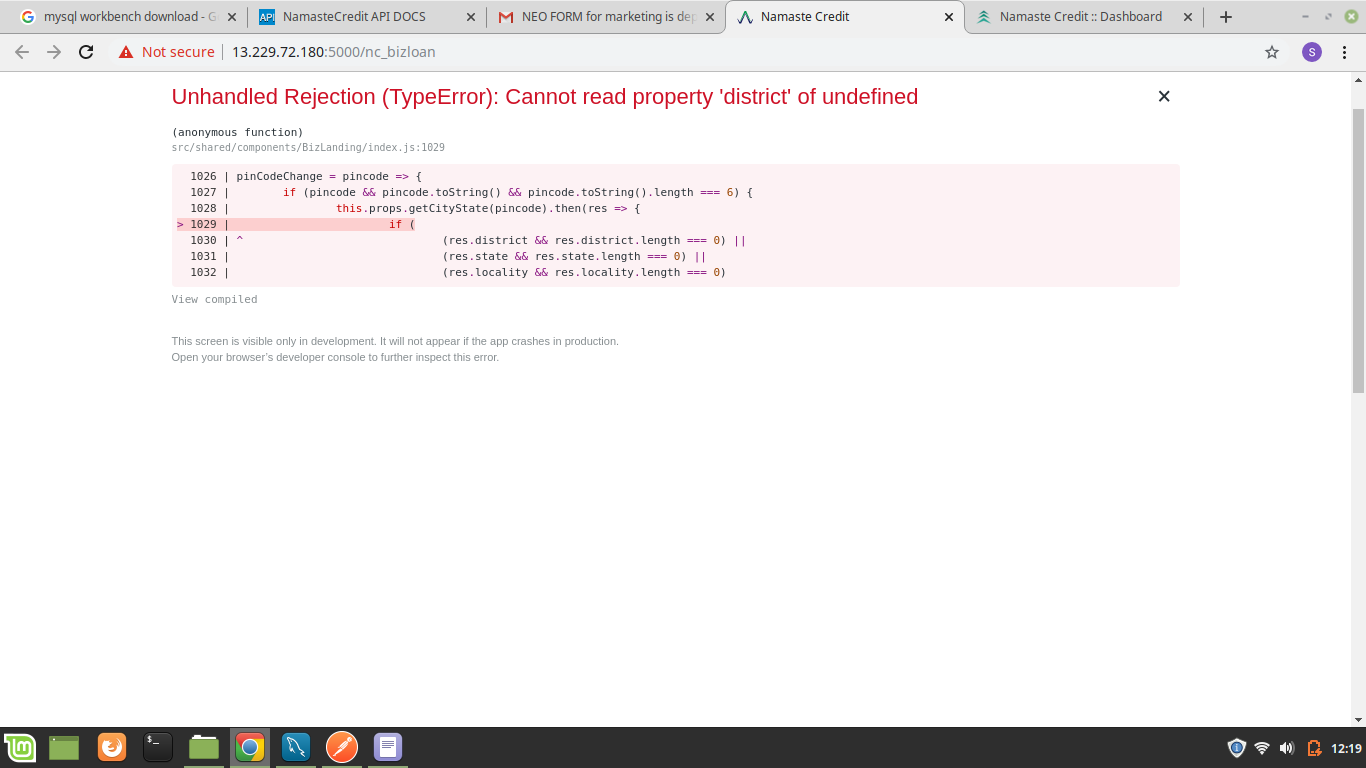 mysql workbench download - G
NamasteCredit API DOCS
NEO FORM for marketing is dep
Namaste Credit
Namaste Credit :: Dashboard
API
Not secure
13.229.72.180:5000/nc_bizloan
S
Unhandled Rejection (TypeError): Cannot read property 'district' of undefined
(anonymous function)
src/shared/components/BizLanding/index.js:1029
1026 | pinCodeChange = pincode => {
1027 | if (pincode && pincode.toString() && pincode.toString().length === 6) {
1028 | this.props.getCityState(pincode).then(res => {
> 1029 | if (
1030 | ^ (res.district && res.district.length === 0) ||
1031 | (res.state && res.state.length === 0) ||
1032 | (res.locality && res.locality.length === 0)
View compiled
This screen is visible only in development. It will not appear if the app crashes in production.
Open your browser's developer console to further inspect this error.
$_
12:19